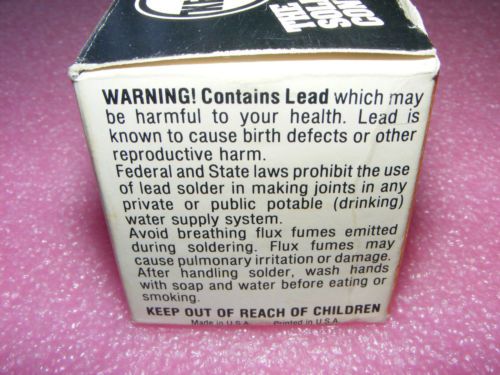 THE
WARNING! Contains Lead which may
be harmful to your health. Lead is
known to cause birth defects or other
reproductive harm.
Federal and State laws prohibit the use
of lead solder in making joints in any
private or public potable (drinking)
water supply system.
Avoid breathing flux fumes emitted
during soldering. Flux fumes may
cause pulmonary irritation or damage.
After handling solder, wash hands
with soap and water before eating or
smoking.
KEEP OUT OF REACH OF CHILDREN
Made in U.S.A. Printed in U.S.A.